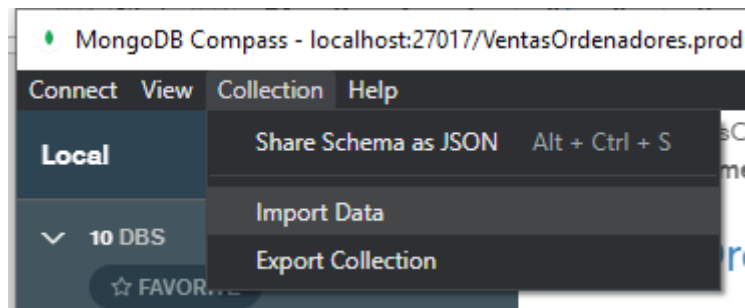 MongoDB Compass - localhost:27017/VentasOrdenadores.prod
Connect View Collection Help
Local
Share Schema as JSON Alt + Ctrl + S
Import Data
10 DBS
Export Collection
FAVOR